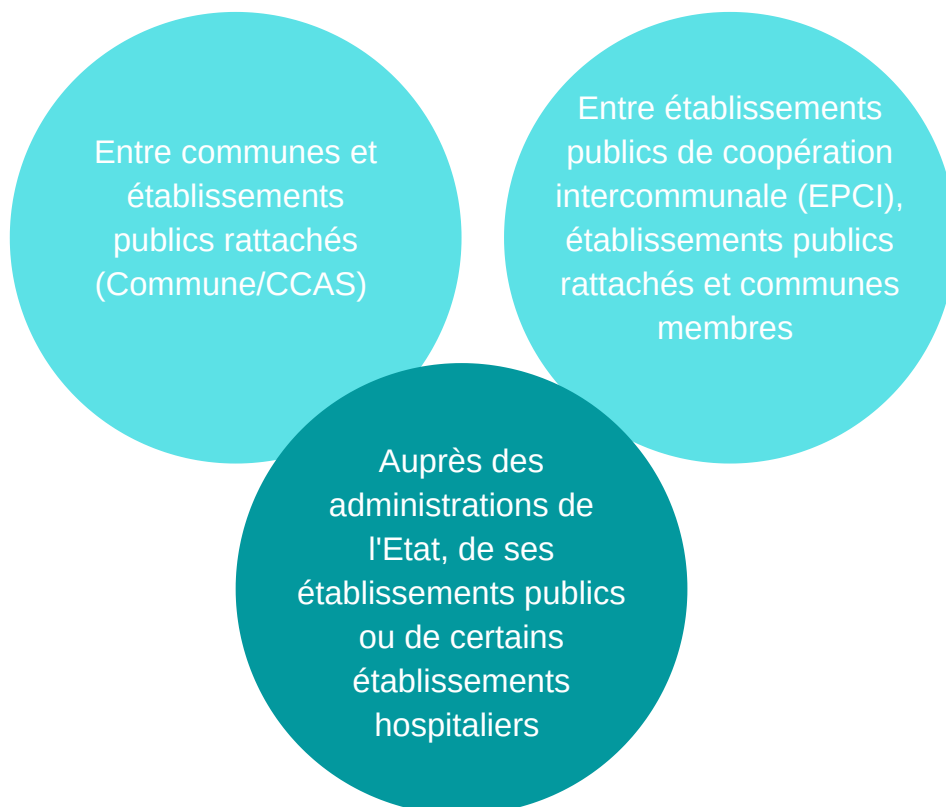 Entre communes et
établissements
publics rattachés
(Commune/CCAS)
Entre établissements
publics de coopération
intercommunale (EPCI),
établissements publics
rattachés et communes
membres
Auprès des
administrations de
l'Etat, de ses
établissements publics
ou de certains
établissements
hospitaliers